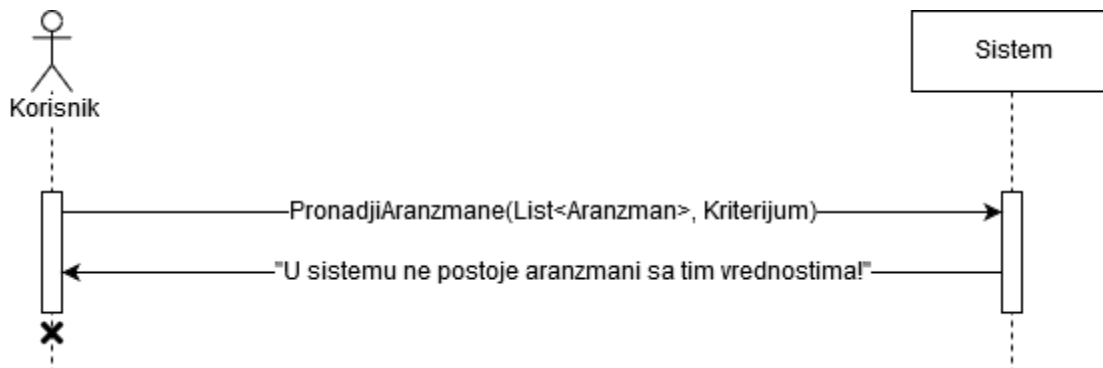 Korisnik
Sistem
PronadjiAranzmane(List<Aranzman>, Kriterijum)
"U sistemu ne postoje aranzmani sa tim vrednostima!"